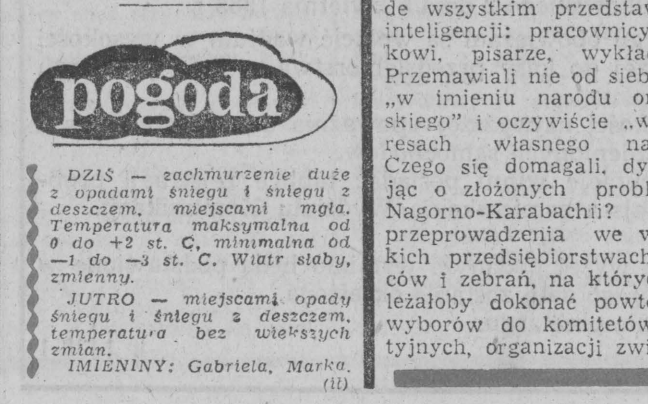 pogoda
DZIŚ — zachmurzenie duże
z opadami śniegu i śniegu z
deszczem, miejscami mgła.
Temperatura maksymalna od
0 do +2 st. C, minimalna od
—1 do —3 st. C. Wiatr słaby,
zmienny.
JUTRO — miejscami opady
śniegu i śniegu z deszczem,
temperatura bez większych
zmian.
IMIENINY: Gabriela, Marka.
(ii)
de wszystkim przedstaw
inteligencji: pracownicy
kowi, pisarze, wykła
Przemawiali nie od sieb
„w imieniu narodu or
skiego” i oczywiście „w
resach własnego na
Czego się domagali, dy
jąc o złożonych probl
Nagorno-Karabachii?
przeprowadzenia we w
kich przedsiębiorstwach
ców i zebrań, na który
leżałoby dokonać powt
wyborów do komitetów
tyjnych, organizacji zwi